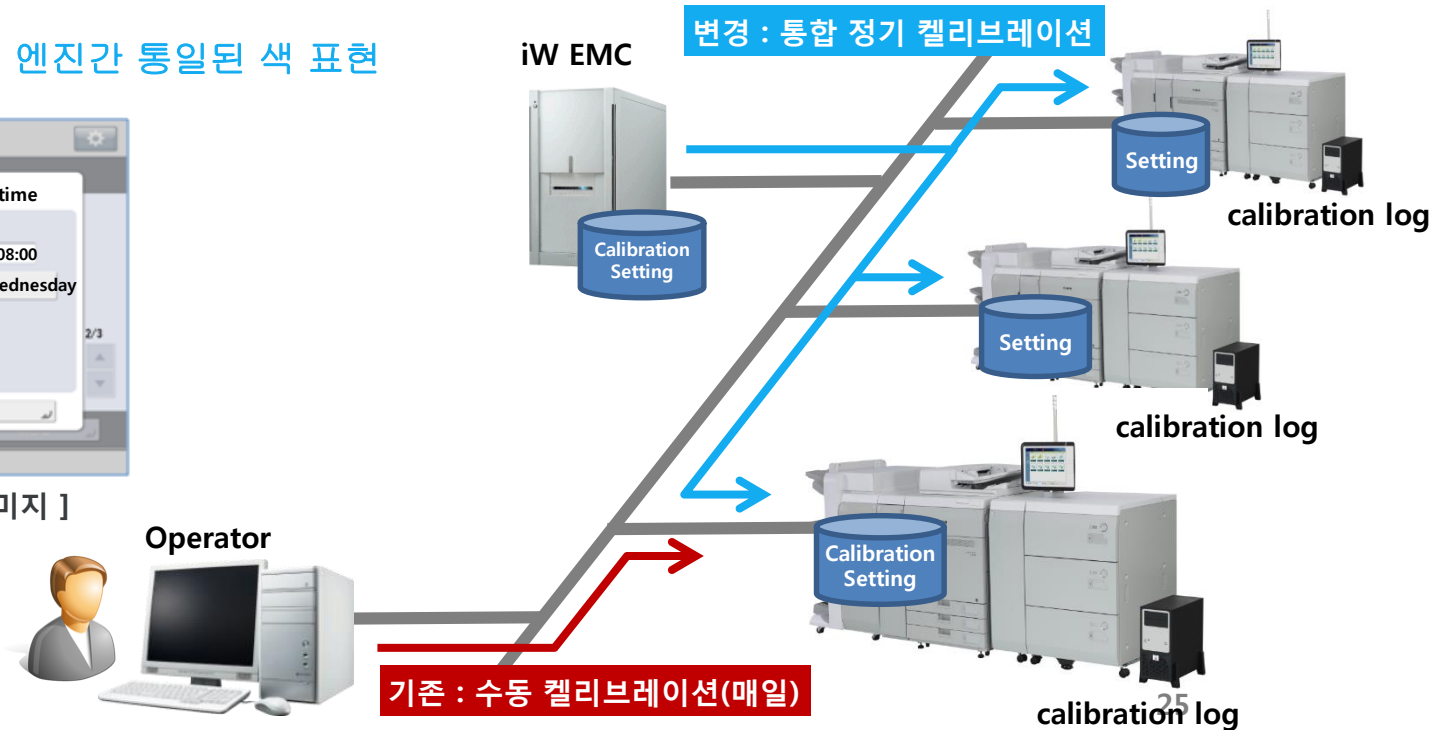 엔진간 통일된 색 표현
iW EMC
변경 : 통합 정기 켈리브레이션
time
08:00
ednesday
2/3
미지 ]
Calibration
Setting
Setting
calibration log
Setting
calibration log
Operator
Calibration
Setting
기존 : 수동 켈리브레이션(매일)
calibration log
25